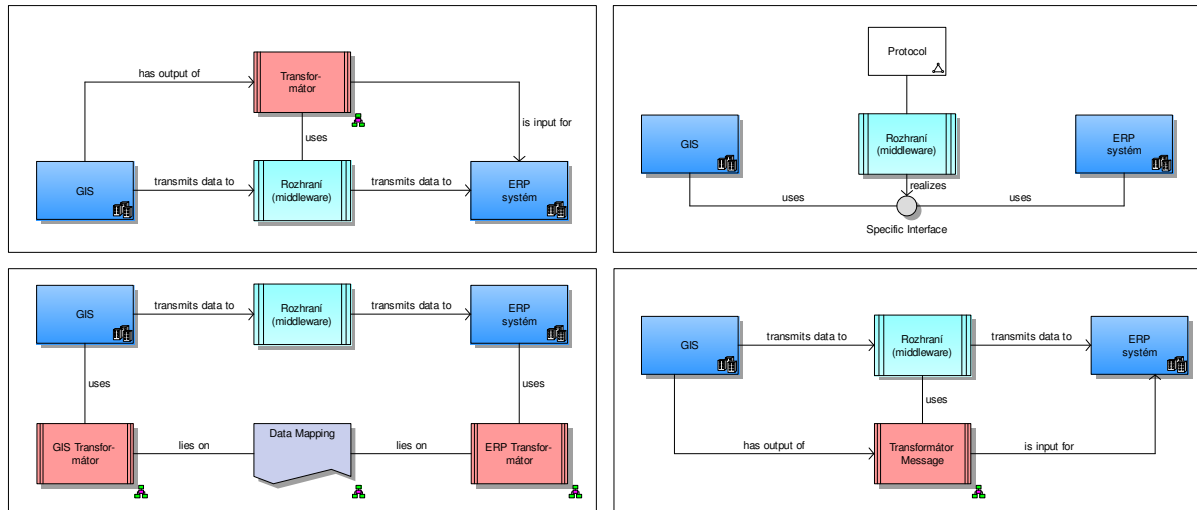 has output of
Transfor-
mátor
is input for
uses
GIS
transmits data to
Rozhraní
(middleware)
transmits data to
ERP
systém
Protocol
GIS
Rozhraní
(middleware)
ERP
systém
realizes
uses
uses
Specific Interface
GIS
transmits data to
Rozhraní
(middleware)
transmits data to
ERP
systém
uses
uses
GIS Transfor-
mátor
lies on
Data Mapping
lies on
ERP Transfor-
mátor
GIS
transmits data to
Rozhraní
(middleware)
transmits data to
ERP
systém
uses
has output of
Transformátor
Message
is input for